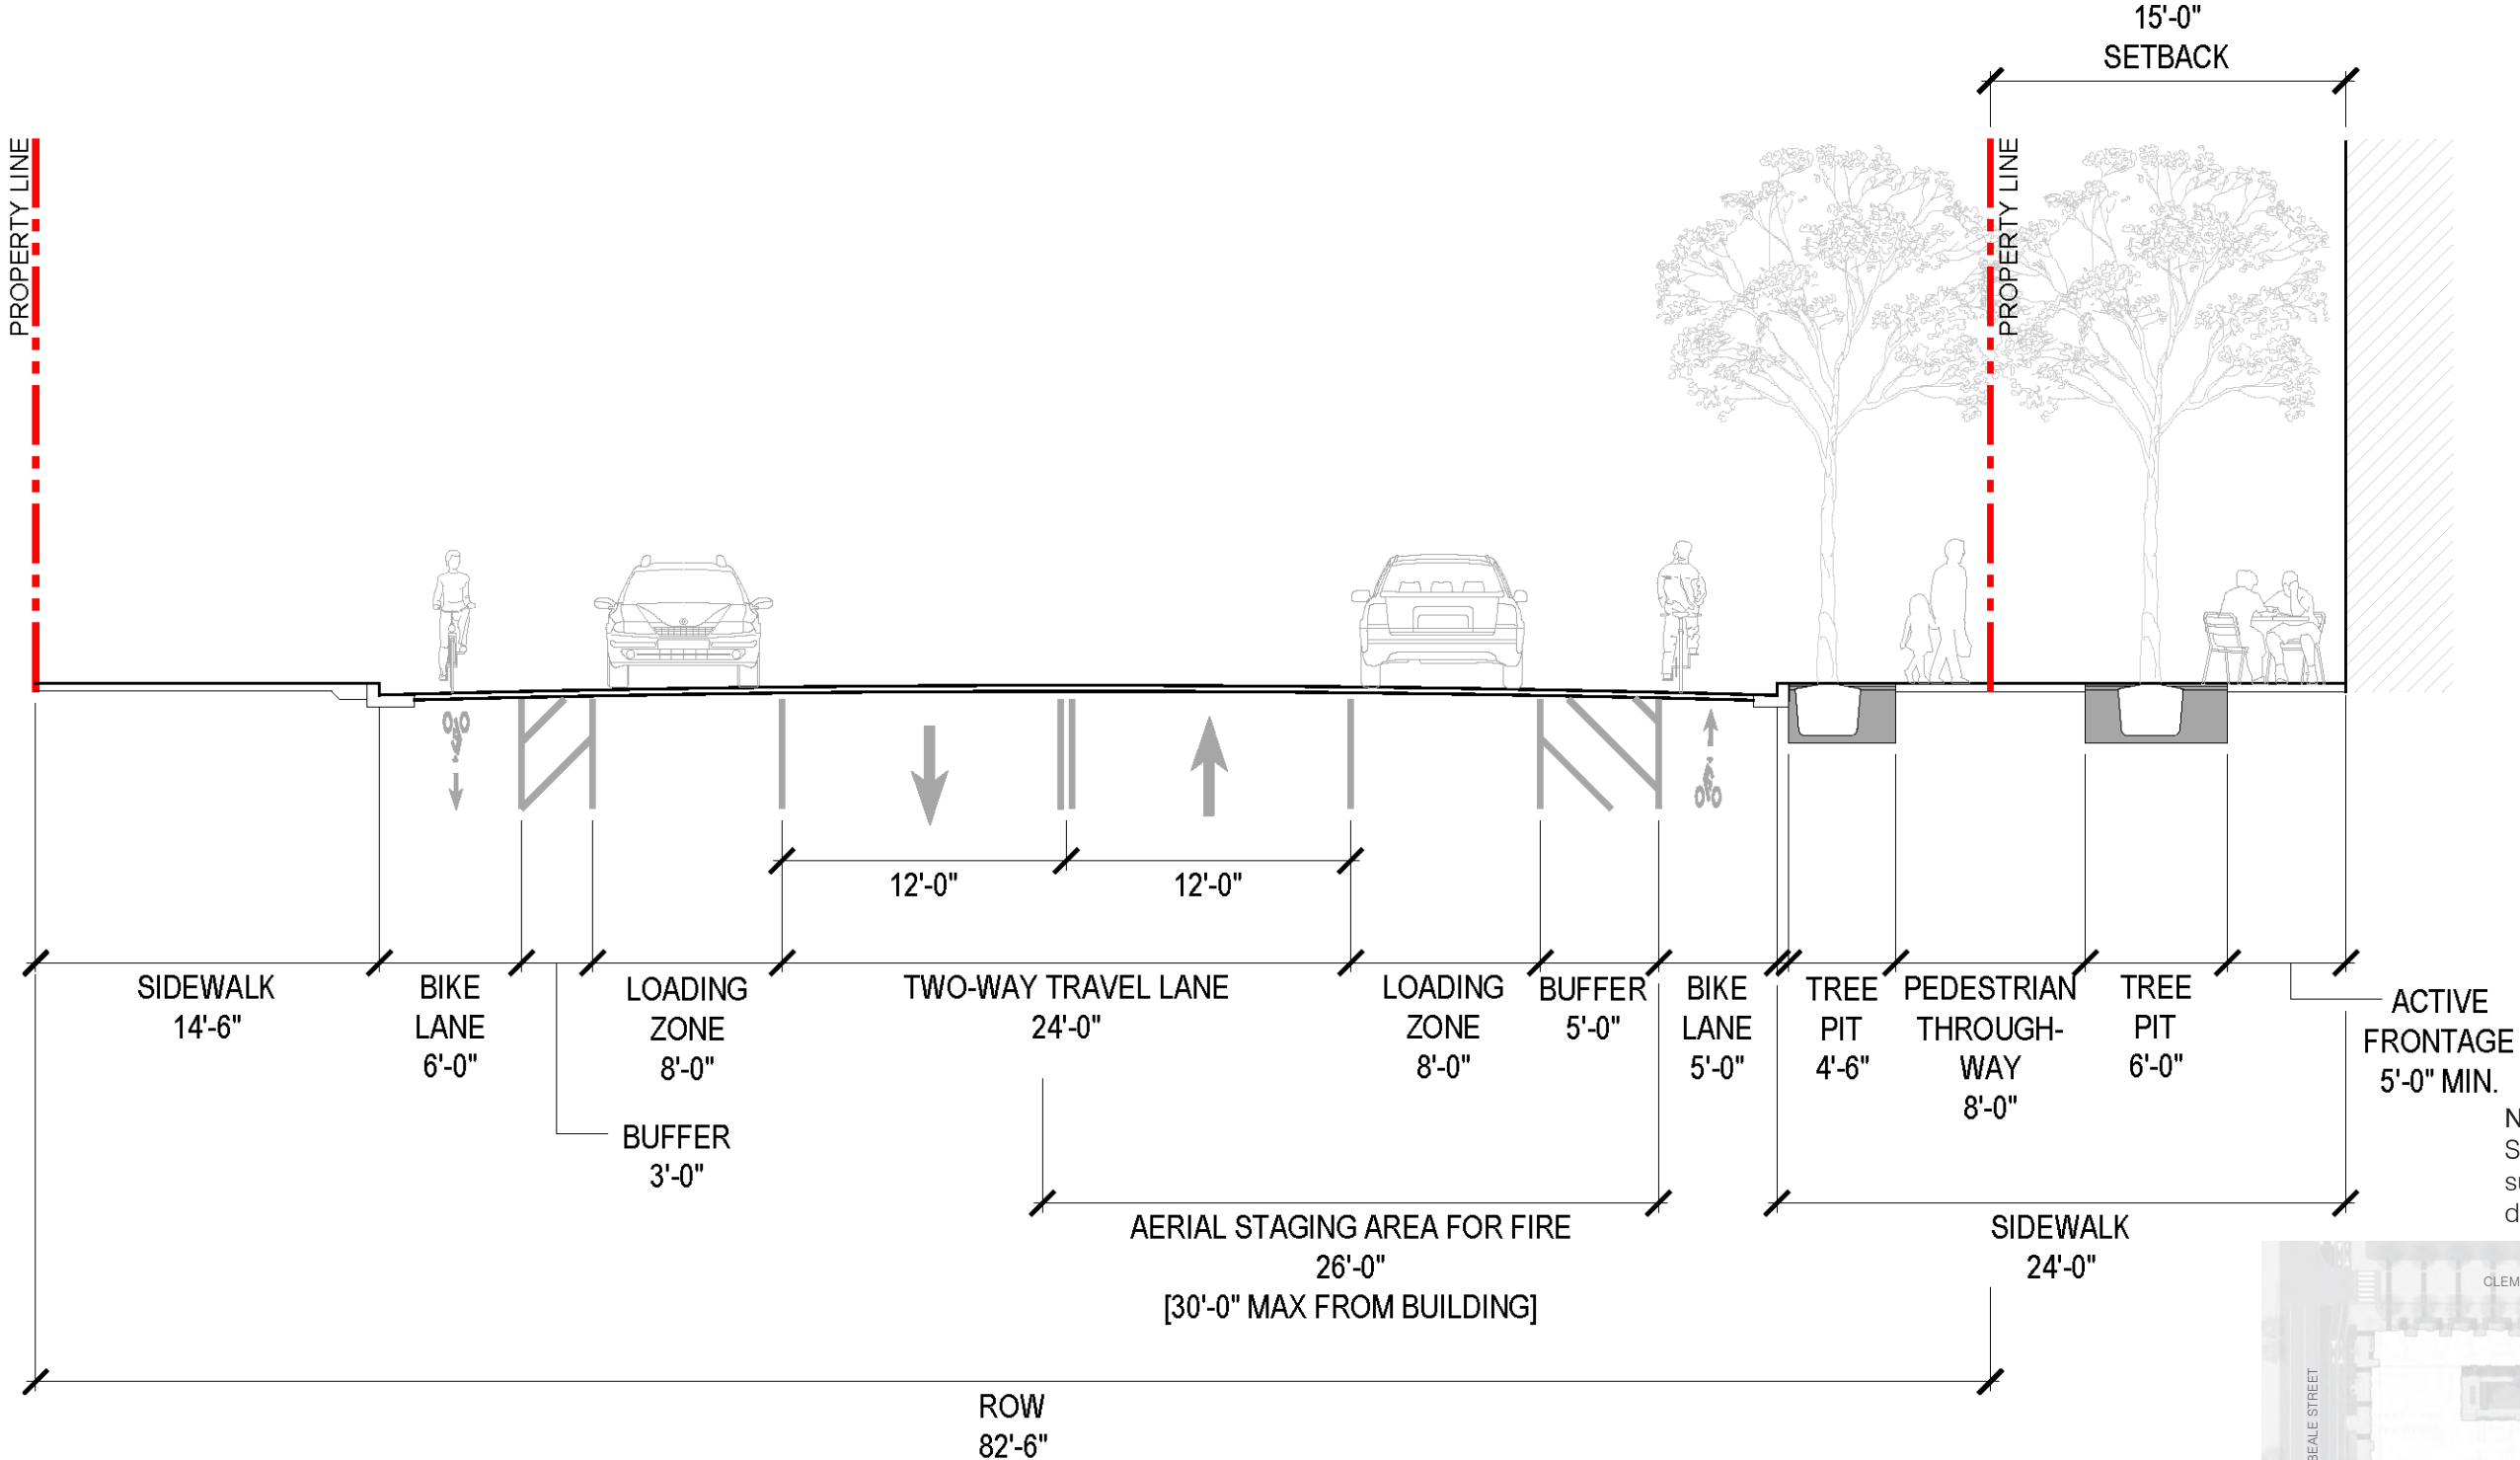 15'-0"
SETBACK
PROPERTY LINE
PROPERTY LINE
12'-0"
12'-0"
SIDEWALK
14'-6"
BIKE
LANE
6'-0"
BUFFER
3'-0"
LOADING
ZONE
8'-0"
TWO-WAY TRAVEL LANE
24'-0"
LOADING
ZONE
8'-0"
BUFFER
5'-0"
BIKE
LANE
5'-0"
TREE
PIT
4'-6"
PEDESTRIAN
THROUGH-
WAY
8'-0"
TREE
PIT
6'-0"
ACTIVE
FRONTAGE
5'-0" MIN.
AERIAL STAGING AREA FOR FIRE
26'-0"
[30'-0" MAX FROM BUILDING]
SIDEWALK
24'-0"
ROW
82'-6"
BEALE STREET